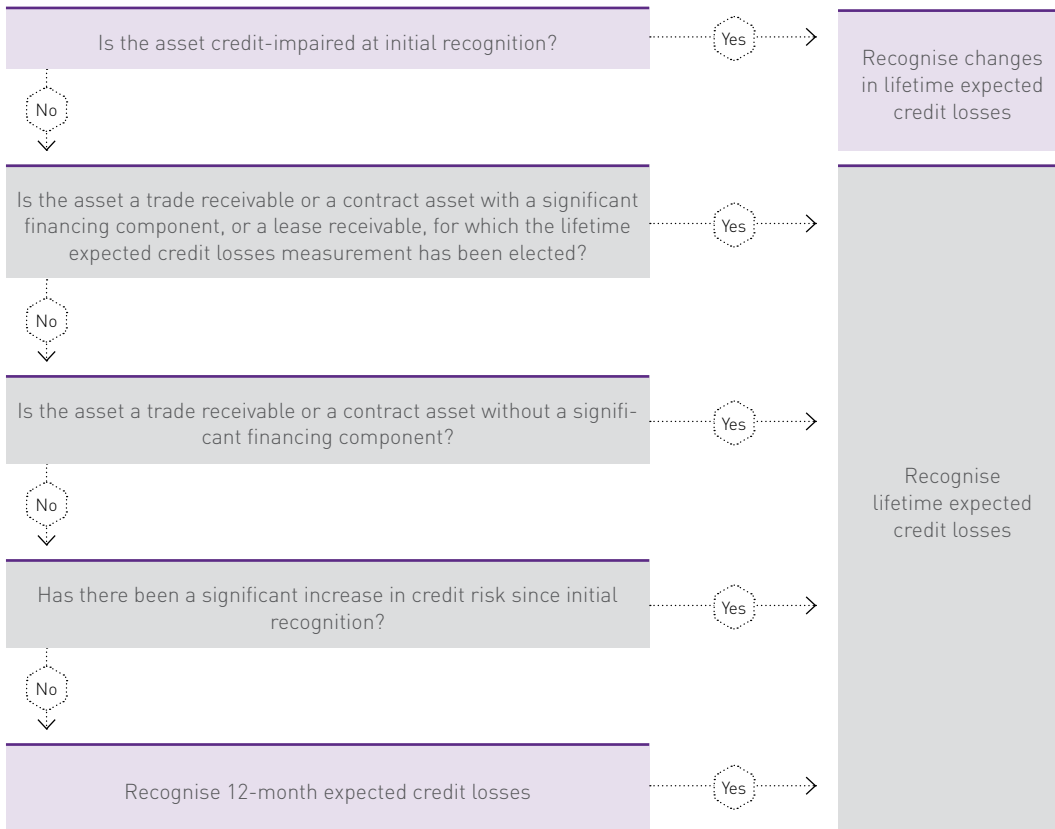 Is the asset credit-impaired at initial recognition?
Yes
Recognise changes
in lifetime expected
credit losses
No
Is the asset a trade receivable or a contract asset with a significant
financing component, or a lease receivable, for which the lifetime
expected credit losses measurement has been elected?
Yes
No
Is the asset a trade receivable or a contract asset without a signifi-
cant financing component?
Yes
Recognise
lifetime expected
credit losses
No
Has there been a significant increase in credit risk since initial
recognition?
Yes
No
Recognise 12-month expected credit losses
Yes